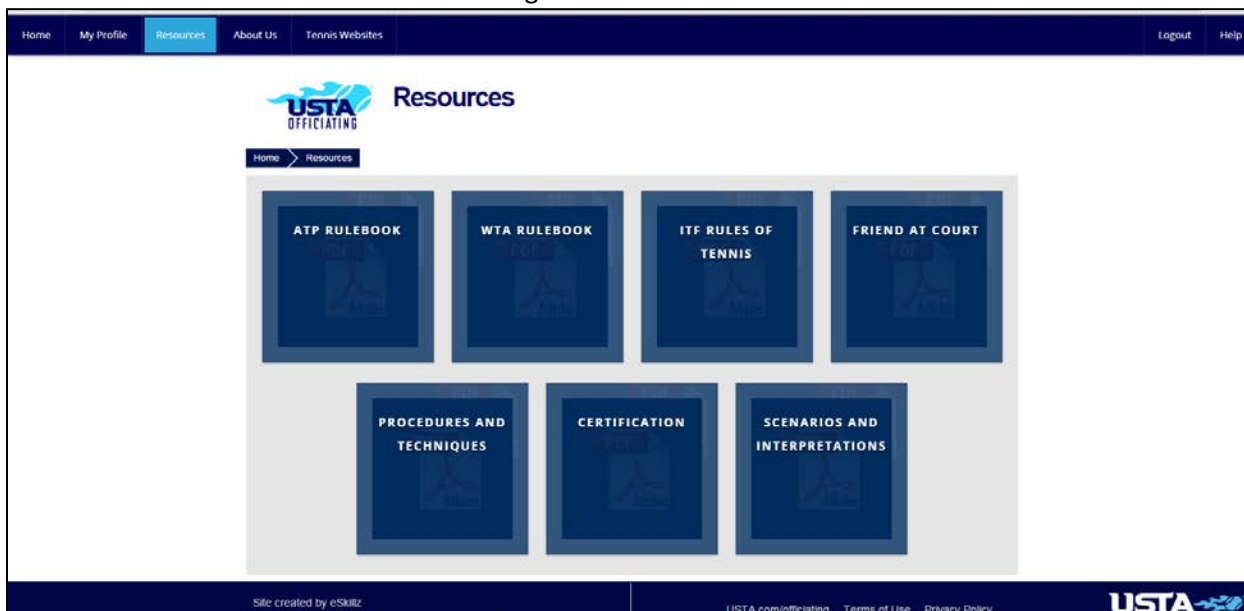 Home My Profile Resources About Us Tennis Websites Logout Help
USTA
OFFICIATING
Resources
Home Resources
ATP RULEBOOK
WTA RULEBOOK
ITF RULES OF
TENNIS
FRIEND AT COURT
PROCEDURES AND
TECHNIQUES
CERTIFICATION
SCENARIOS AND
INTERPRETATIONS
Site created by eSkillz
USTA.com/officiating Terms of Use Privacy Policy
USTA